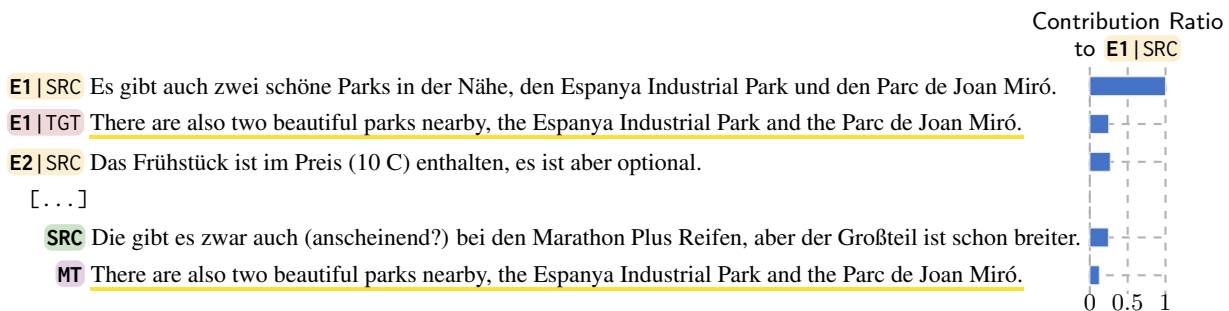 Contribution Ratio
to E1|SRC
E1|SRC Es gibt auch zwei schöne Parks in der Nähe, den Espanya Industrial Park und den Parc de Joan Miró.
E1|TGT There are also two beautiful parks nearby, the Espanya Industrial Park and the Parc de Joan Miró.
E2|SRC Das Frühstück ist im Preis (10 C) enthalten, es ist aber optional.
[...]
SRC Die gibt es zwar auch (anscheinend?) bei den Marathon Plus Reifen, aber der Großteil ist schon breiter.
MT There are also two beautiful parks nearby, the Espanya Industrial Park and the Parc de Joan Miró.
0 0.5 1